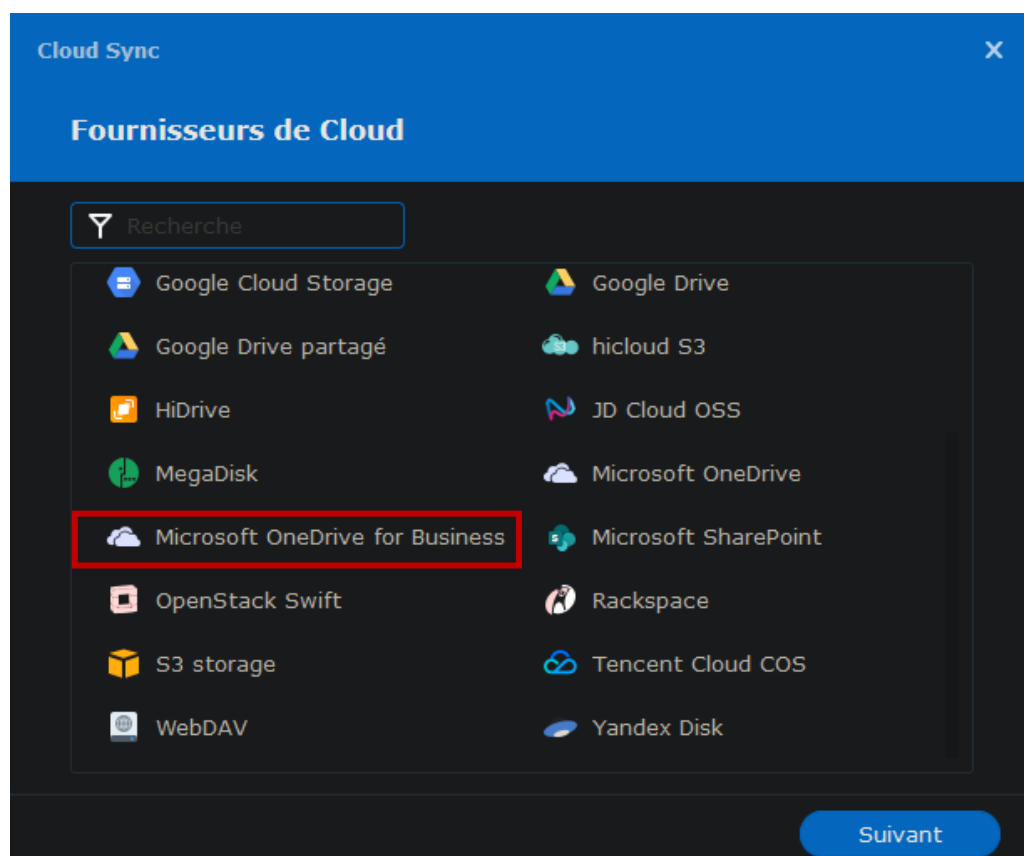 Cloud Sync
Fournisseurs de Cloud
Recherche
Google Cloud Storage
Google Drive
Google Drive partagé
hicloud S3
HiDrive
JD Cloud OSS
MegaDisk
Microsoft OneDrive
Microsoft OneDrive for Business
Microsoft SharePoint
OpenStack Swift
Rackspace
S3 storage
Tencent Cloud COS
WebDAV
Yandex Disk
Suivant